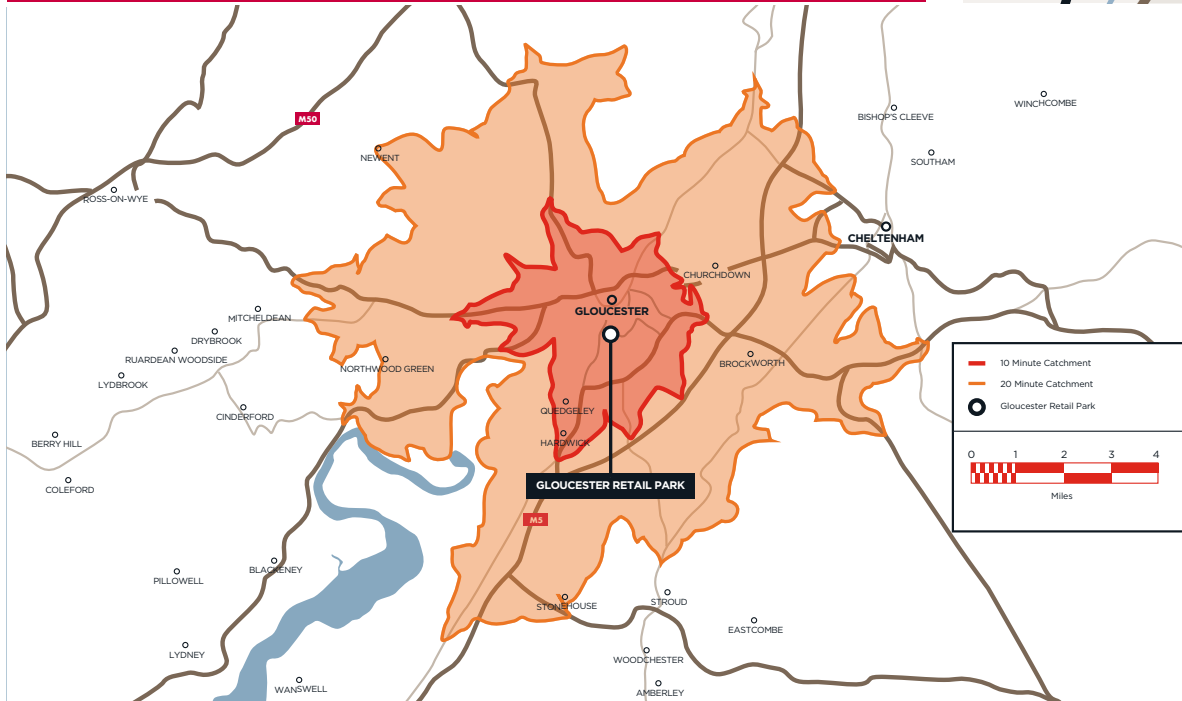 M50
WINCHCOMBE
BISHOP'S CLEEVE
NEWENT
SOUTHAM
ROSS-ON-WYE
CHELTENHAM
CHURCHDOWN
GLOUCESTER
MITCHELDEAN
DRYBROOK
RUARDEAN WOODSIDE
NORTHWOOD GREEN
BROCKWORTH
LYDBROOK
CINDERFORD
QUEDGELEY
BERRY HILL
HARDWICK
COLEFORD
GLOUCESTER RETAIL PARK
M5
BLACKENEY
PILLOWELL
STONEHOUSE
STROUD
EASTCOMBE
LYDNEY
WOODCHESTER
WANSWELL
AMBERLEY
10 Minute Catchment
20 Minute Catchment
Gloucester Retail Park
0 1 2 3 4
Miles